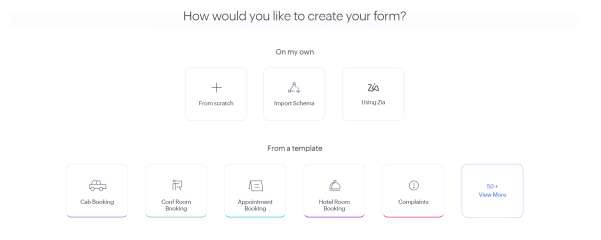 How would you like to create your form?
On my own
From scratch
Import Schema
Using Zia
From a template
Cab Booking
Conf Room
Booking
Appointment
Booking
Hotel Room
Booking
Complaints
50+
View More